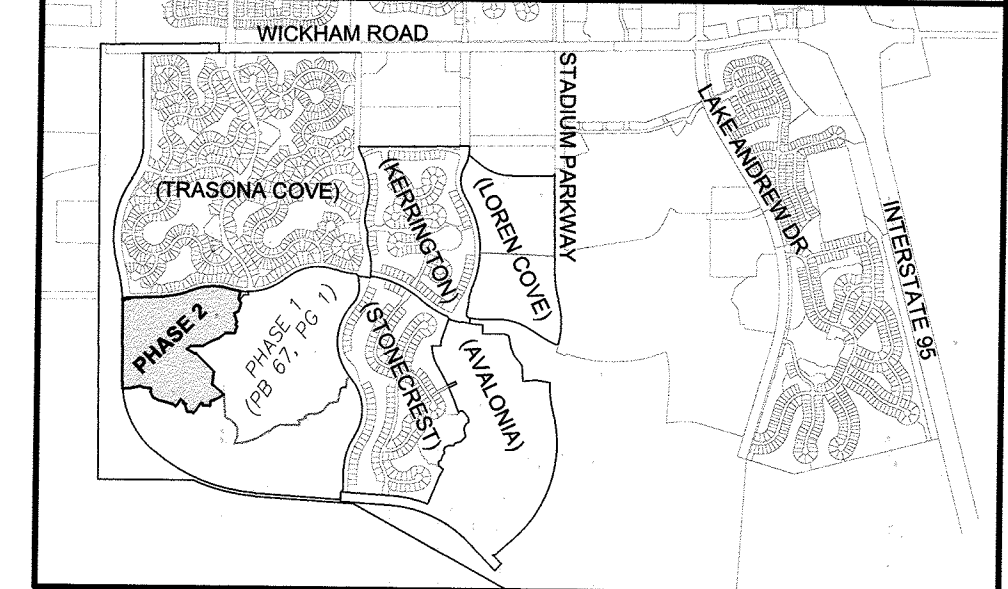 WICKHAM ROAD
STADIUM PARKWAY
LAKE ANDREW DR
INTERSTATE 95
(TRASONA COVE)
(KERRINGTON)
(LOREN COVE)
PHASE 2
PHASE 1
(PB 67, PG 1)
(STONECREST)
(AVALONIA)